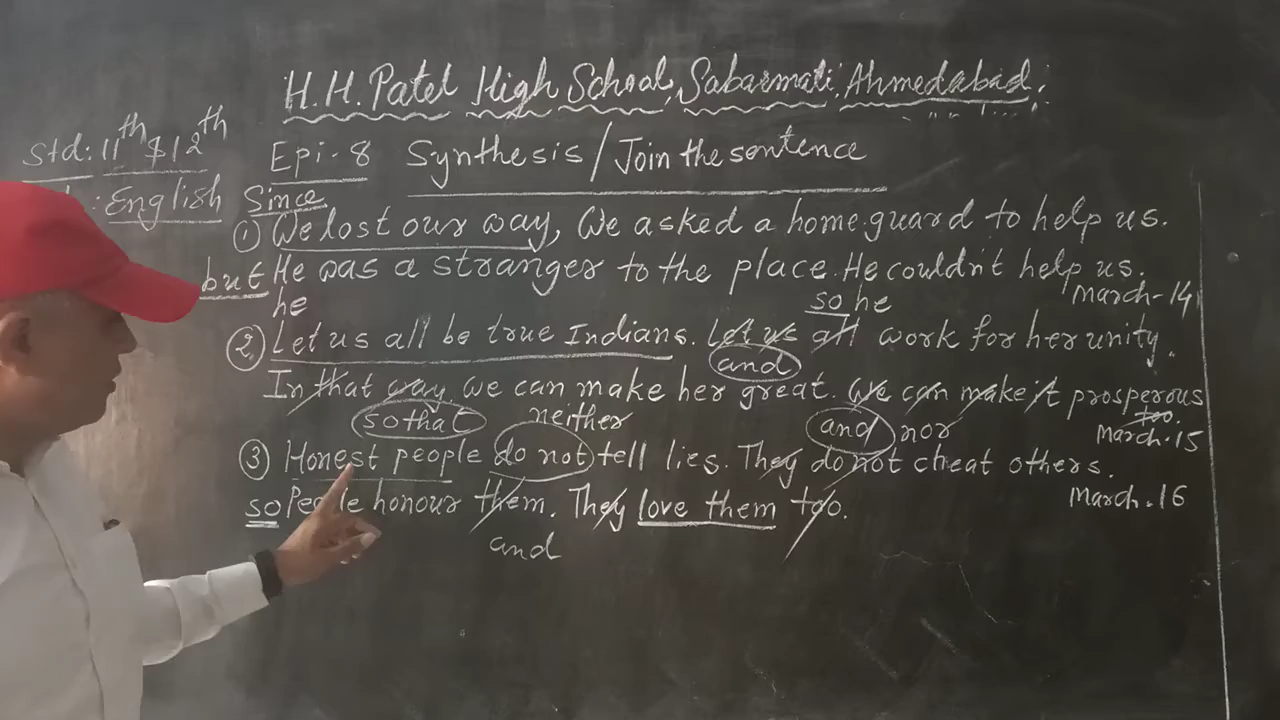 H.H. Patel High School, Sabarmati, Ahmedabad.
Std: 11th & 12th
Epi-8 Synthesis / Join the sentence
: English
Since
① We lost our way, We asked a home guard to help us.
but He was a stranger to the place. He couldn't help us.
he
so he
March-14
② Let us all be true Indians. Let us all work for her unity.
and
In that way, we can make her great. We can make it prosperous
too.
so that
neither
and nor
March-15
③ Honest people do not tell lies. They do not cheat others.
so People honour them. They love them too.
March-16
and